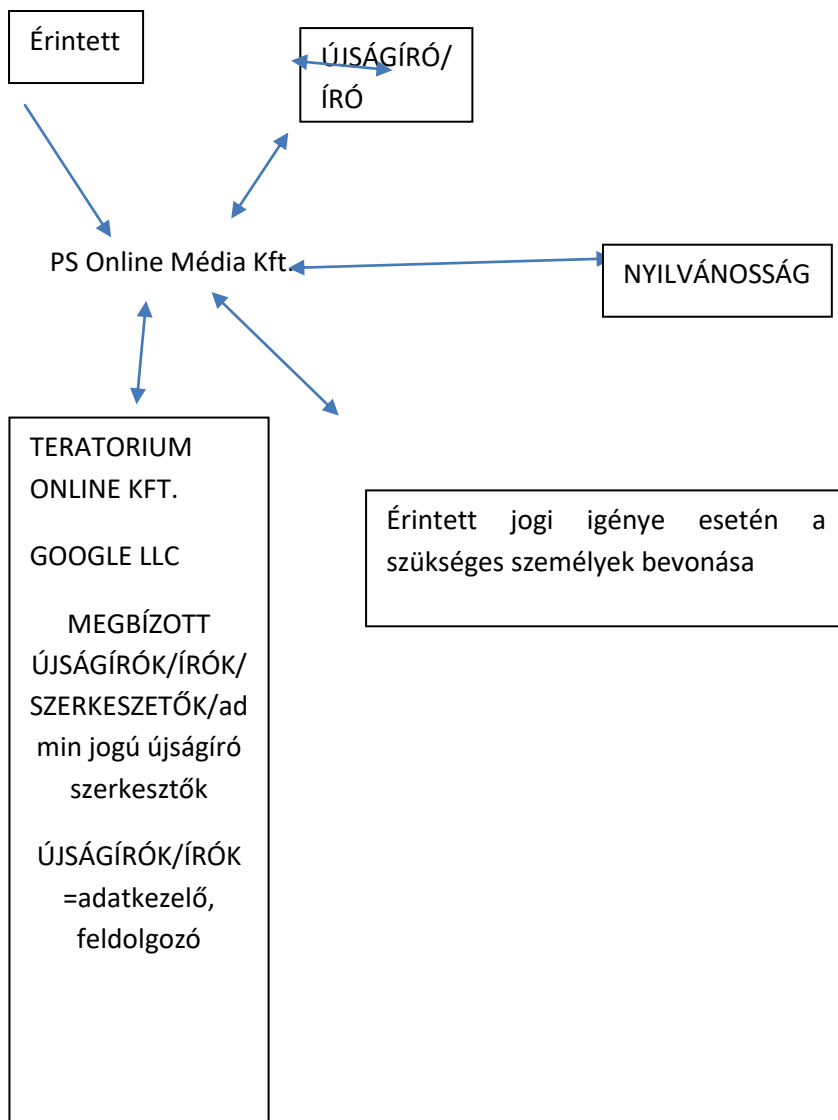 Érintett
ÚJSÁGÍRÓ/
ÍRÓ
PS Online Média Kft.
NYILVÁNOSSÁG
TERATORIUM
ONLINE KFT.
GOOGLE LLC
MEGBÍZOTT
ÚJSÁGÍRÓK/ÍRÓK/
SZERKESZETŐK/ad
min jogú újságíró
szerkesztők
ÚJSÁGÍRÓK/ÍRÓK
=adatkezelő,
feldolgozó
Érintett jogi igénye esetén a
szükséges személyek bevonása